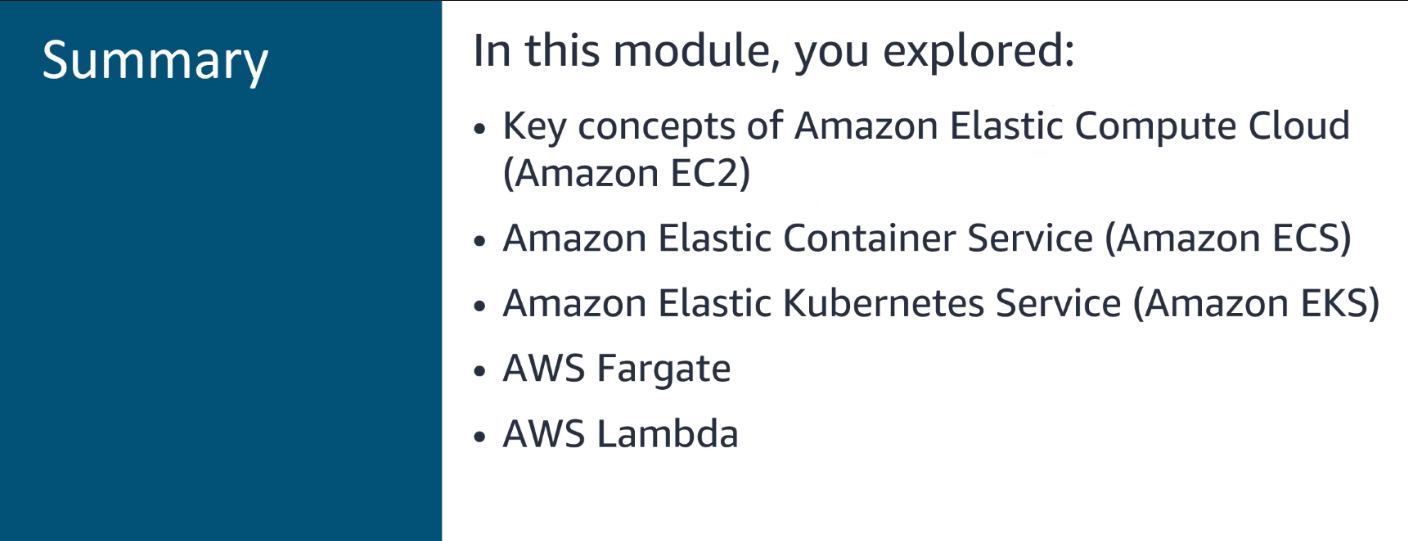 Summary
In this module, you explored:
• Key concepts of Amazon Elastic Compute Cloud
(Amazon EC2)
• Amazon Elastic Container Service (Amazon ECS)
• Amazon Elastic Kubernetes Service (Amazon EKS)
• AWS Fargate
• AWS Lambda